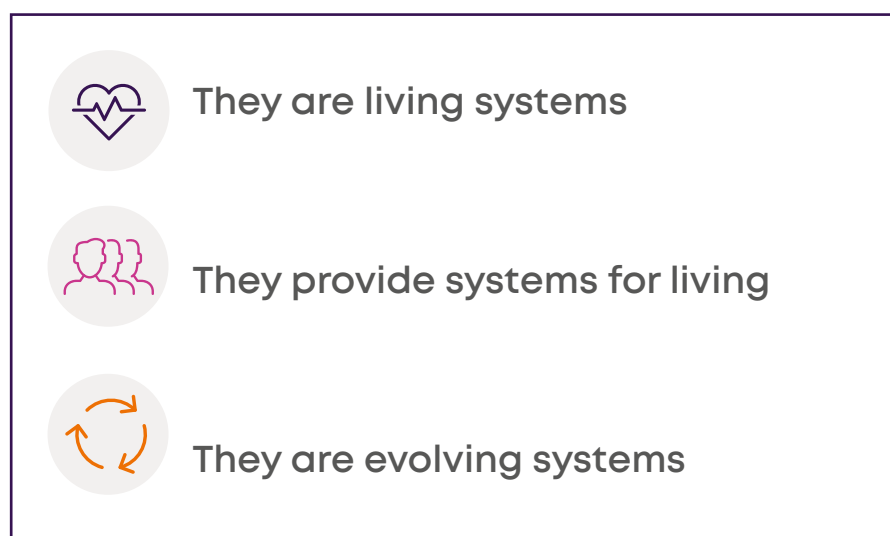 They are living systems
They provide systems for living
They are evolving systems